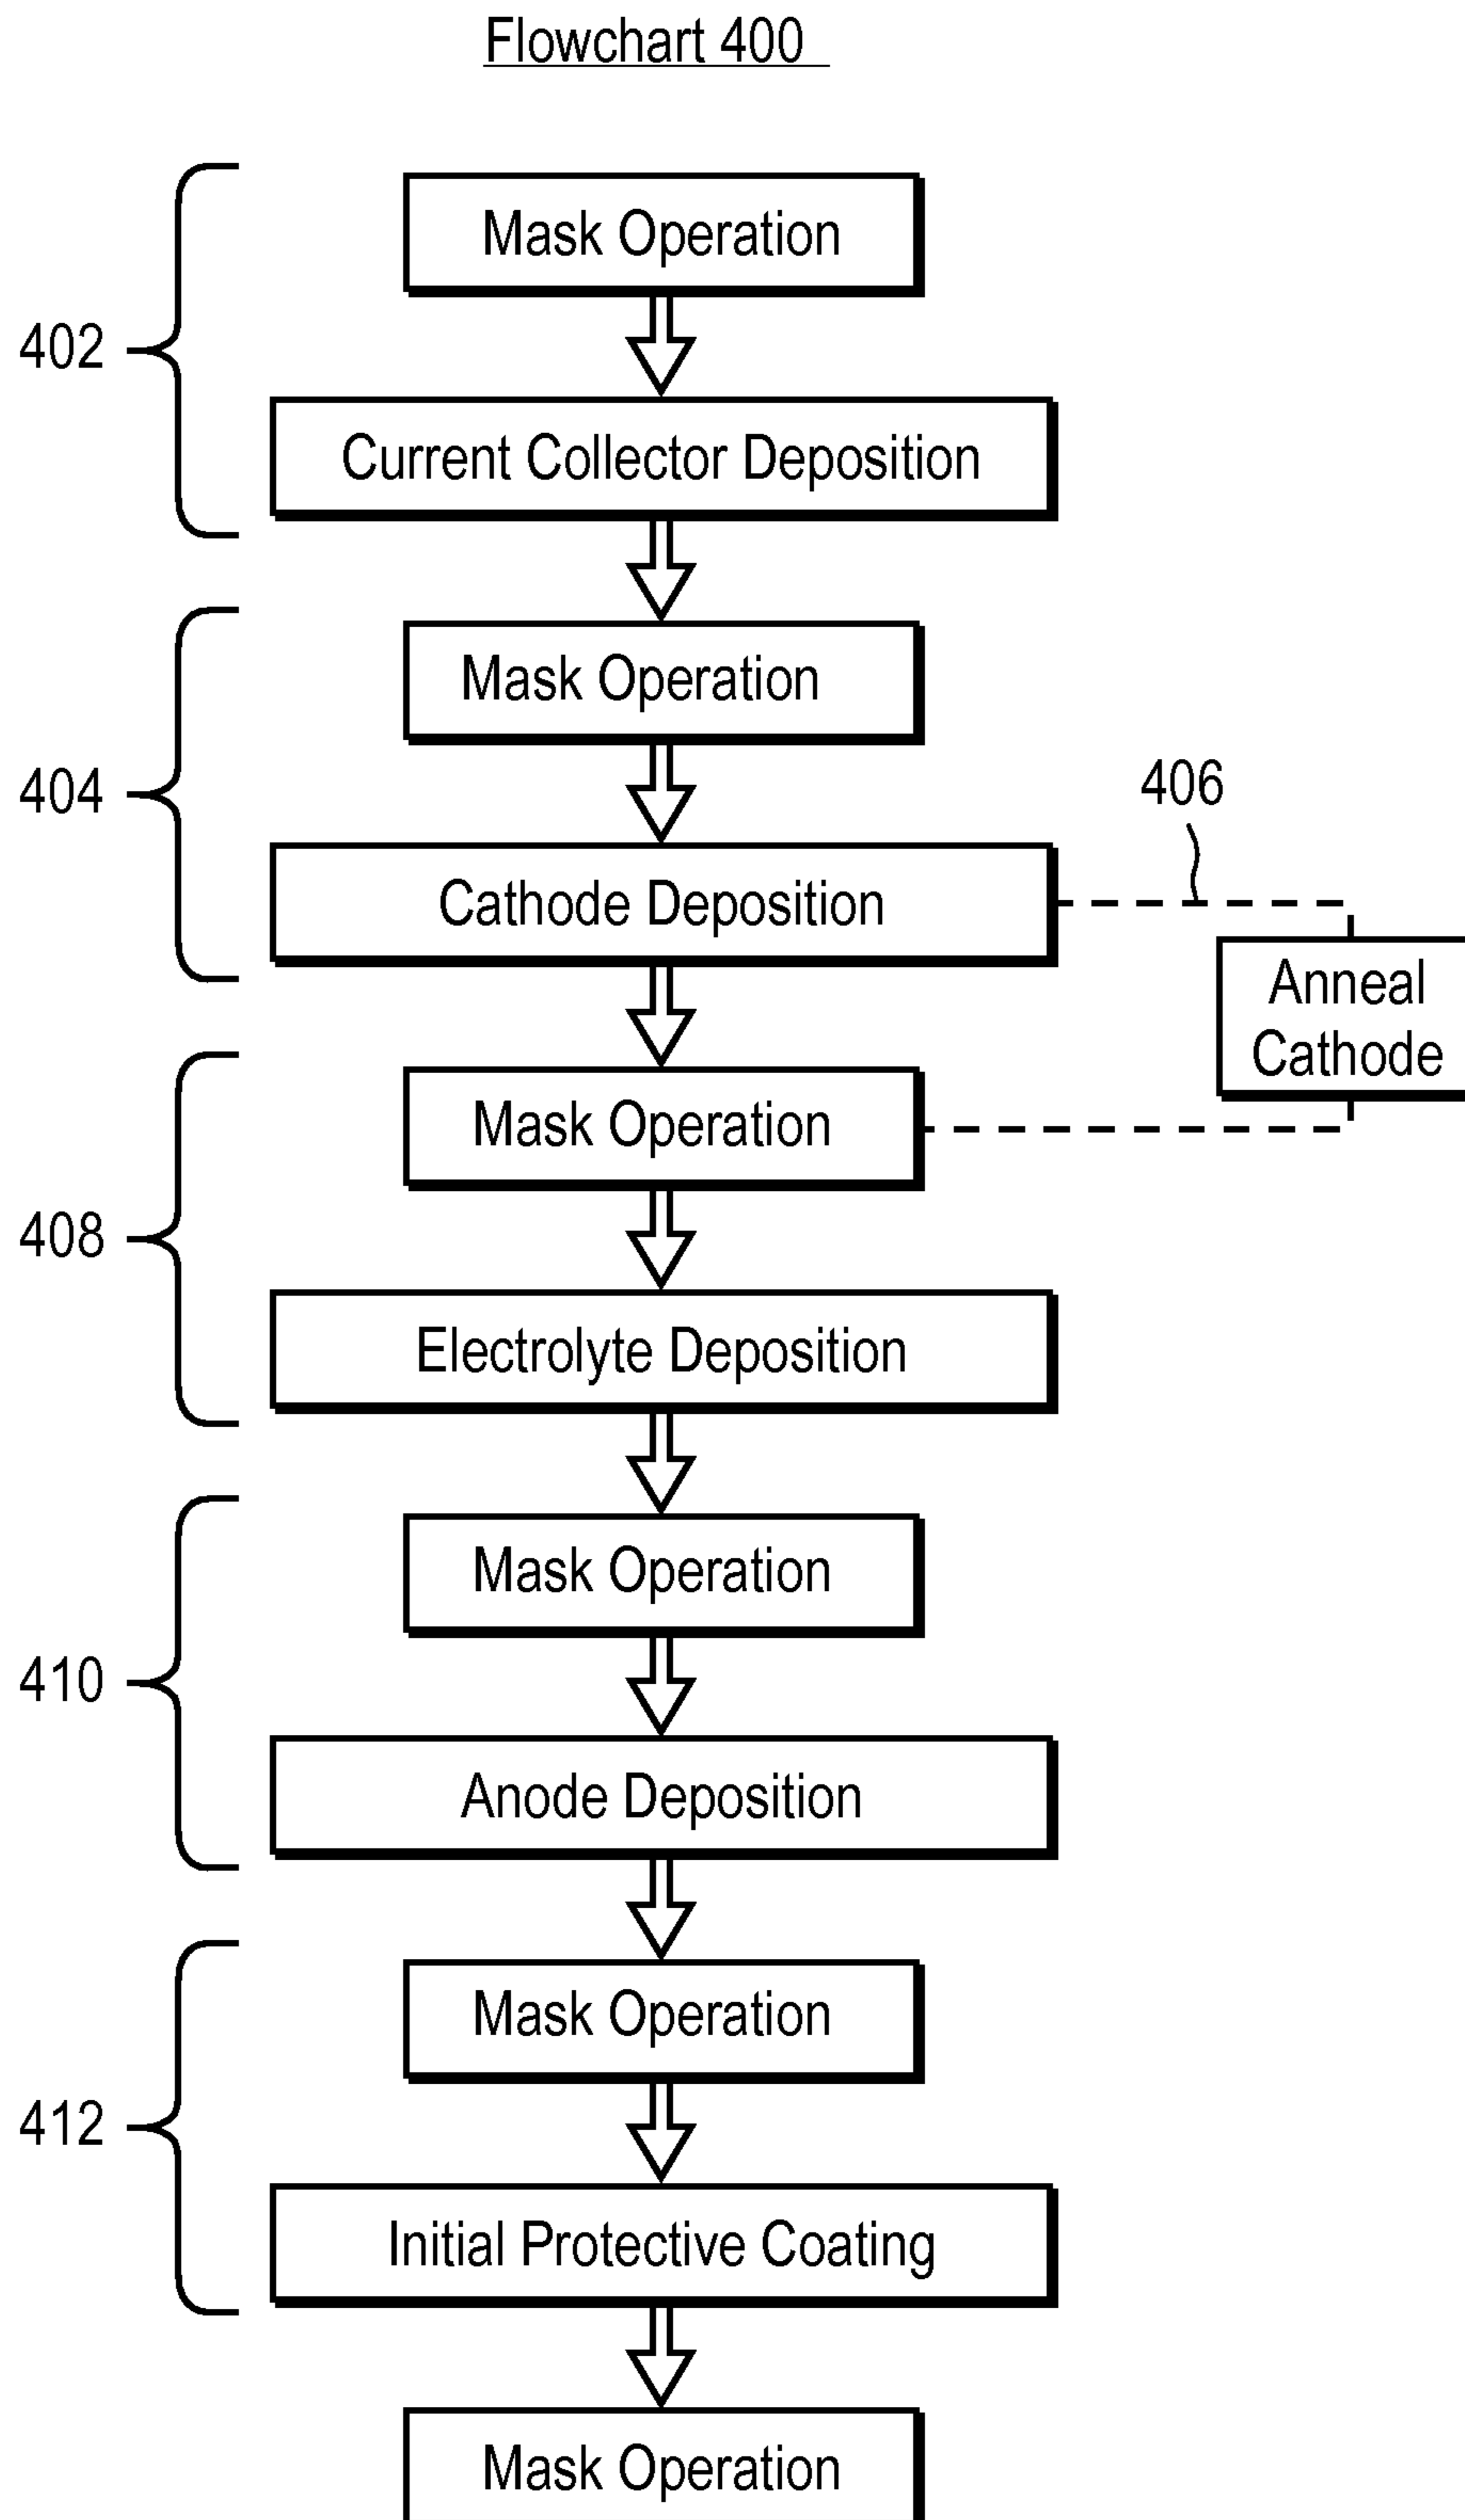 Flowchart 400
Mask Operation
402
Current Collector Deposition
Mask Operation
404
406
Cathode Deposition
Anneal
Cathode
Mask Operation
408
Electrolyte Deposition
Mask Operation
410
Anode Deposition
Mask Operation
412
Initial Protective Coating
Mask Operation